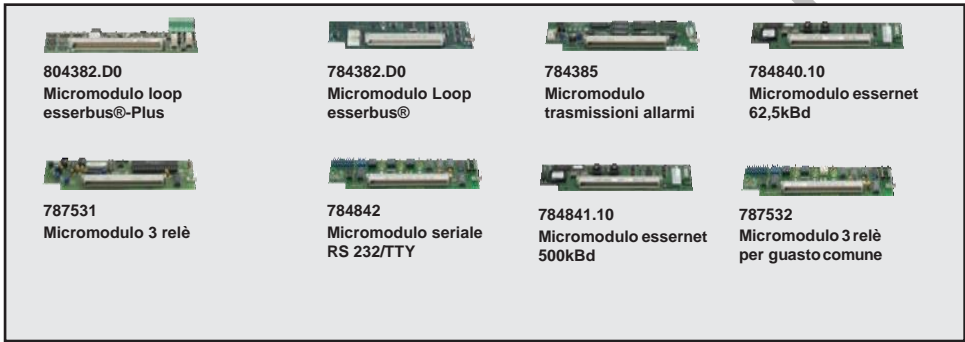 804382.D0
Micromodulo loop
esserbus®-Plus
784382.D0
Micromodulo Loop
esserbus®
784385
Micromodulo
trasmissioni allarmi
784840.10
Micromodulo essernet
62,5kBd
787531
Micromodulo 3 relè
784842
Micromodulo seriale
RS 232/TTY
784841.10
Micromodulo essernet
500kBd
787532
Micromodulo 3 relè
per guasto comune